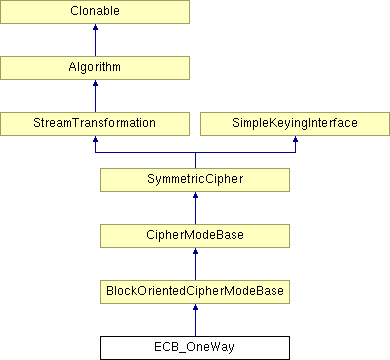 Clonable
Algorithm
StreamTransformation
SimpleKeyingInterface
SymmetricCipher
CipherModeBase
BlockOrientedCipherModeBase
ECB_OneWay